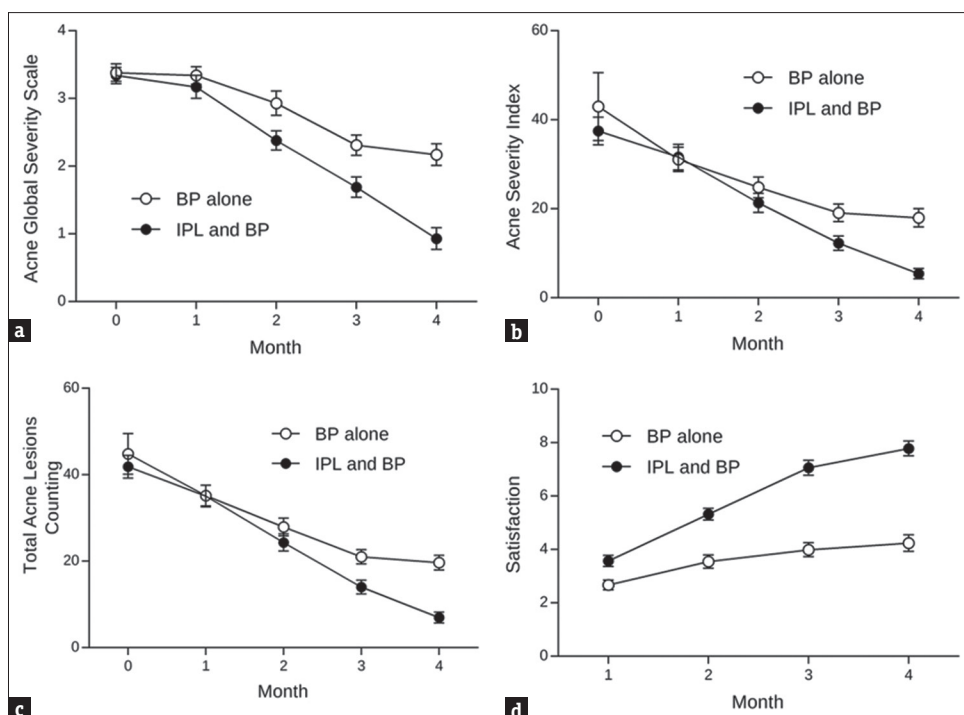 4
3
2
1
0
Acne Global Severity Scale
BP alone
IPL and BP
0 1 2 3 4
Month
a
60
40
20
0
Acne Severity Index
BP alone
IPL and BP
0 1 2 3 4
Month
b
60
40
20
0
Total Acne Lesions
Counting
BP alone
IPL and BP
0 1 2 3 4
Month
c
10
8
6
4
2
0
Satisfaction
BP alone
IPL and BP
1 2 3 4
Month
d